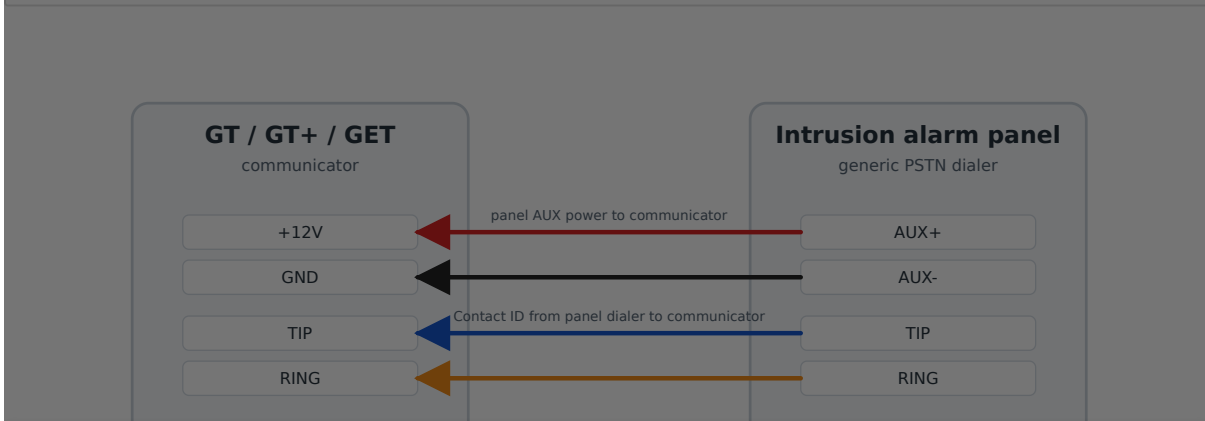 GT / GT+ / GET
communicator
Intrusion alarm panel
generic PSTN dialer
panel AUX power to communicator
+12V
AUX+
GND
AUX-
Contact ID from panel dialer to communicator
TIP
TIP
RING
RING